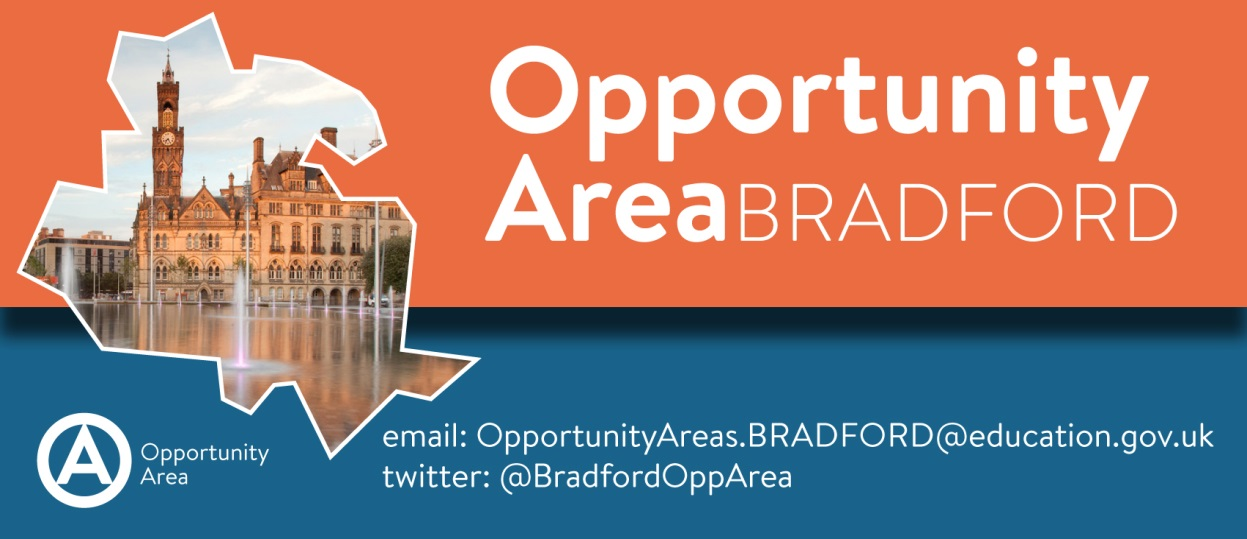 Opportunity
AreaBRADFORD
Opportunity
Area
email: OpportunityAreas.BRADFORD@education.gov.uk
twitter: @BradfordOppArea